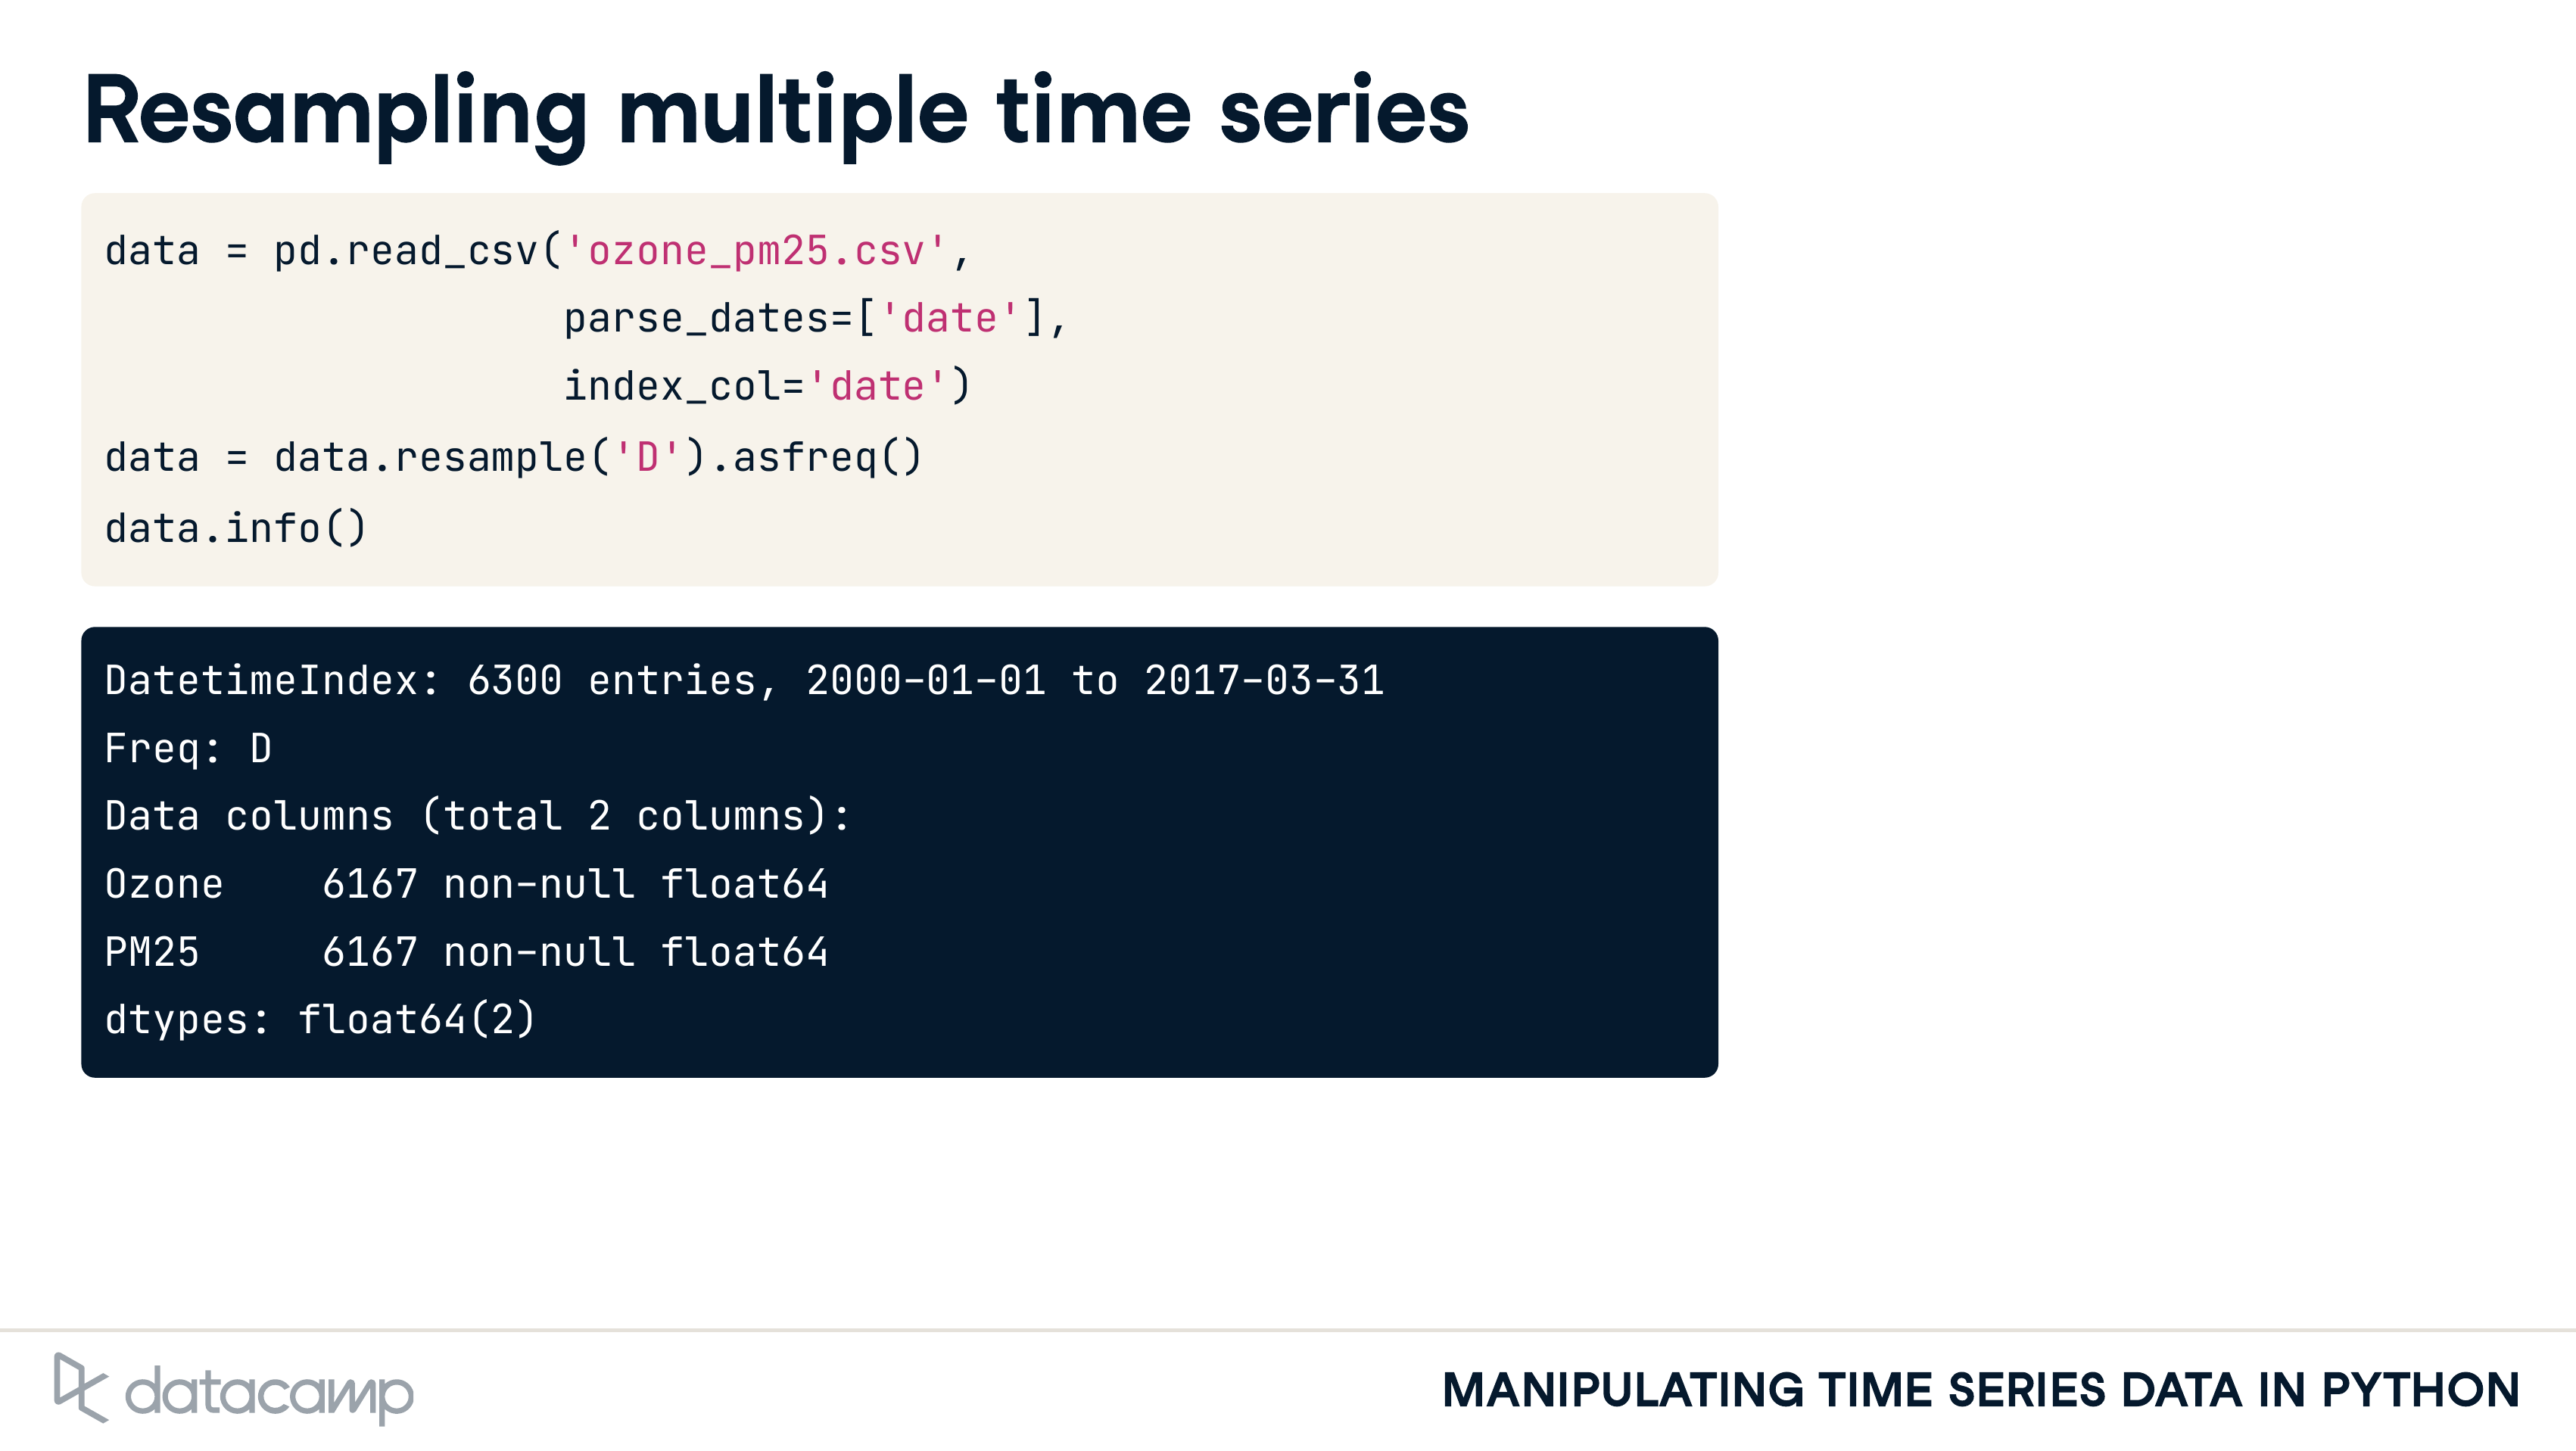 Resampling multiple time series
data = pd.read_csv('ozone_pm25.csv',
                   parse_dates=['date'],
                   index_col='date')
data = data.resample('D').asfreq()
data.info()
DatetimeIndex: 6300 entries, 2000-01-01 to 2017-03-31
Freq: D
Data columns (total 2 columns):
Ozone    6167 non-null float64
PM25     6167 non-null float64
dtypes: float64(2)
datacamp
MANIPULATING TIME SERIES DATA IN PYTHON